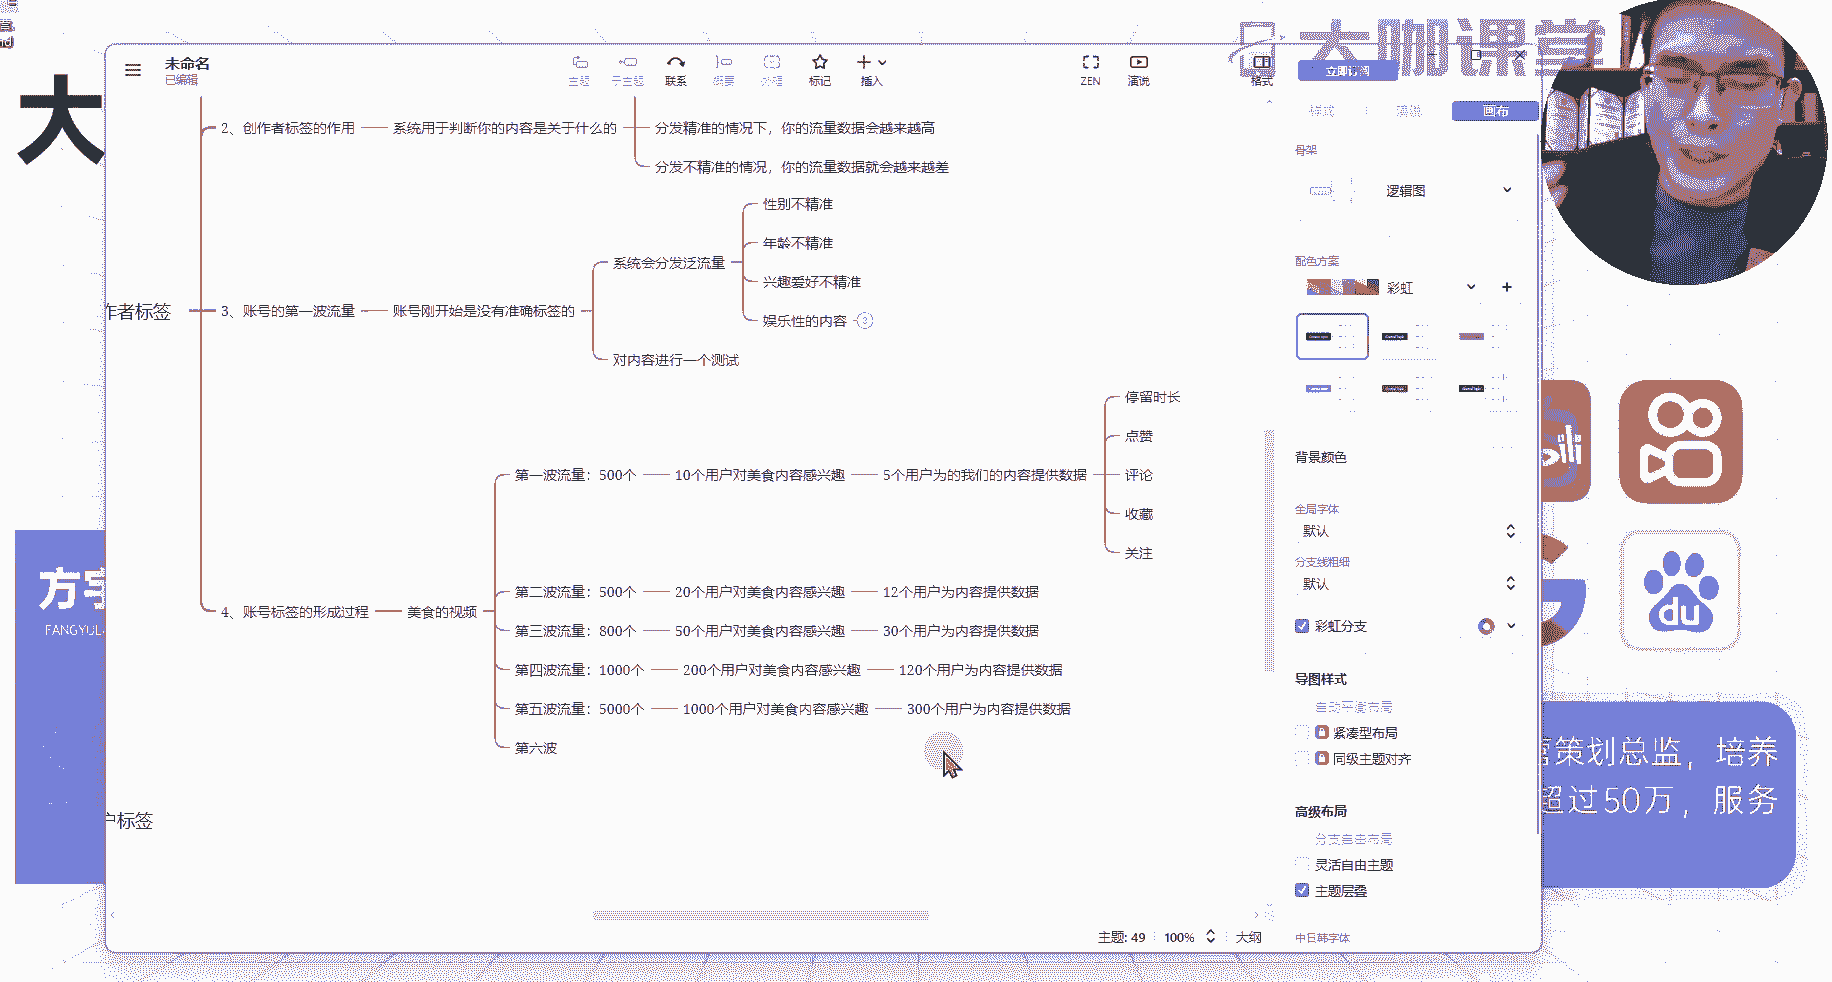 大咖课堂
大
未命名
已编辑
主题
子主题
联系
概要
外框
标记
插入
ZEN
演说
格式
立即订阅
样式
演说
画布
2、创作者标签的作用
系统用于判断你的内容是关于什么的
分发精准的情况下，你的流量数据会越来越高
分发不精准的情况，你的流量数据就会越来越差
作者标签
3、账号的第一波流量
账号刚开始是没有准确标签的
系统会分发泛流量
性别不精准
年龄不精准
兴趣爱好不精准
娱乐性的内容
对内容进行一个测试
4、账号标签的形成过程
美食的视频
第一波流量：500个
10个用户对美食内容感兴趣
5个用户为的我们的内容提供数据
停留时长
点赞
评论
收藏
关注
第二波流量：500个
20个用户对美食内容感兴趣
12个用户为内容提供数据
第三波流量：800个
50个用户对美食内容感兴趣
30个用户为内容提供数据
第四波流量：1000个
200个用户对美食内容感兴趣
120个用户为内容提供数据
第五波流量：5000个
1000个用户对美食内容感兴趣
300个用户为内容提供数据
第六波
户标签
骨架
逻辑图
配色方案
彩虹
背景颜色
全局字体
默认
分支线粗细
默认
彩虹分支
导图样式
自动平衡布局
紧凑型布局
同级主题对齐
高级布局
分支自由布局
灵活自由主题
主题层叠
中日韩字体
主题: 49
100%
大纲
方宇
FANGYUL
du
营策划总监，培养
超过50万，服务